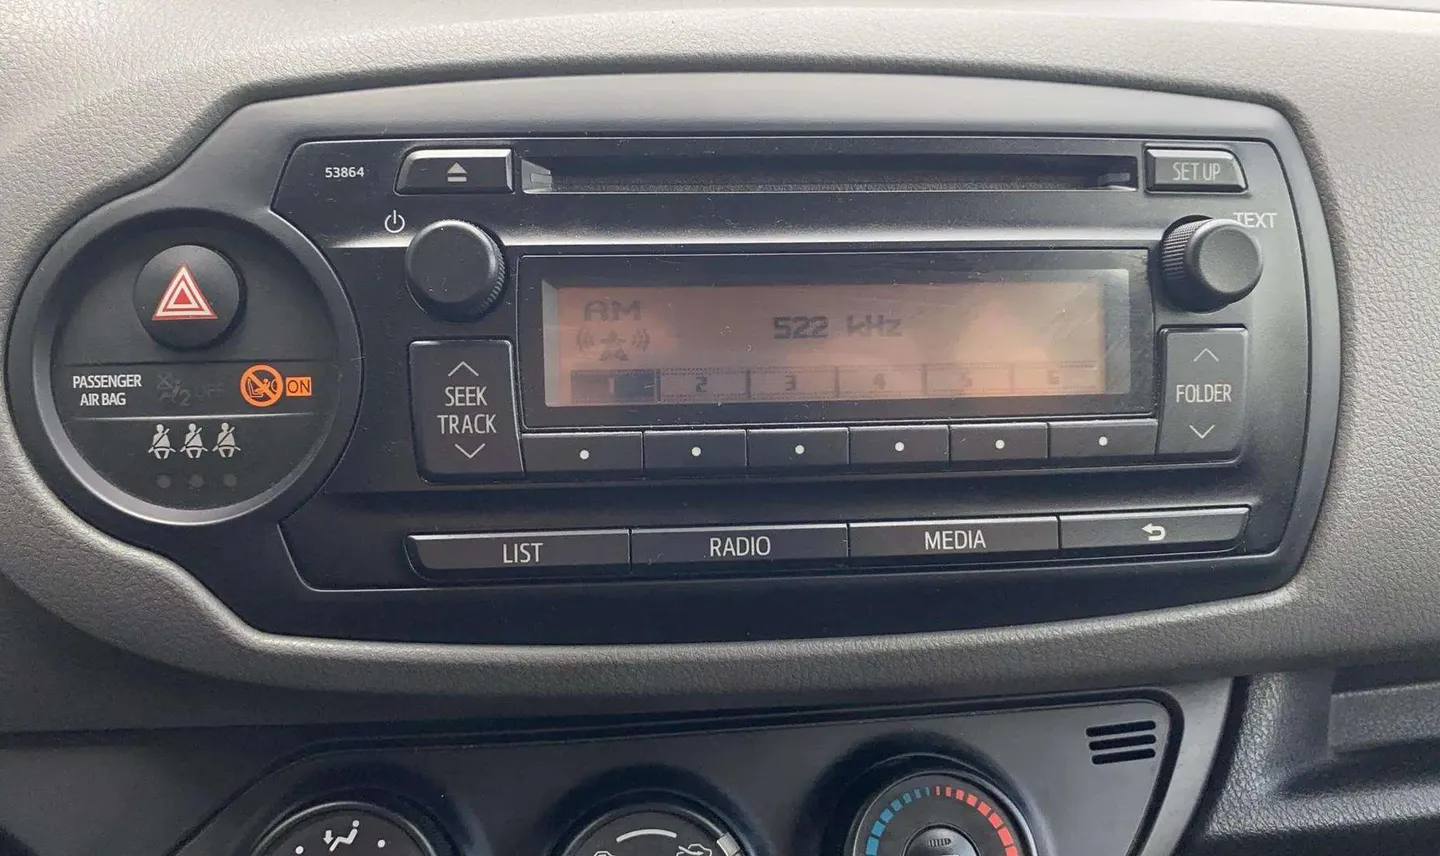 53864
SET UP
TEXT
AM
522 kHz
1 2 3 4 5 6
PASSENGER
AIR BAG
2 OFF
ON
SEEK
TRACK
FOLDER
LIST
RADIO
MEDIA